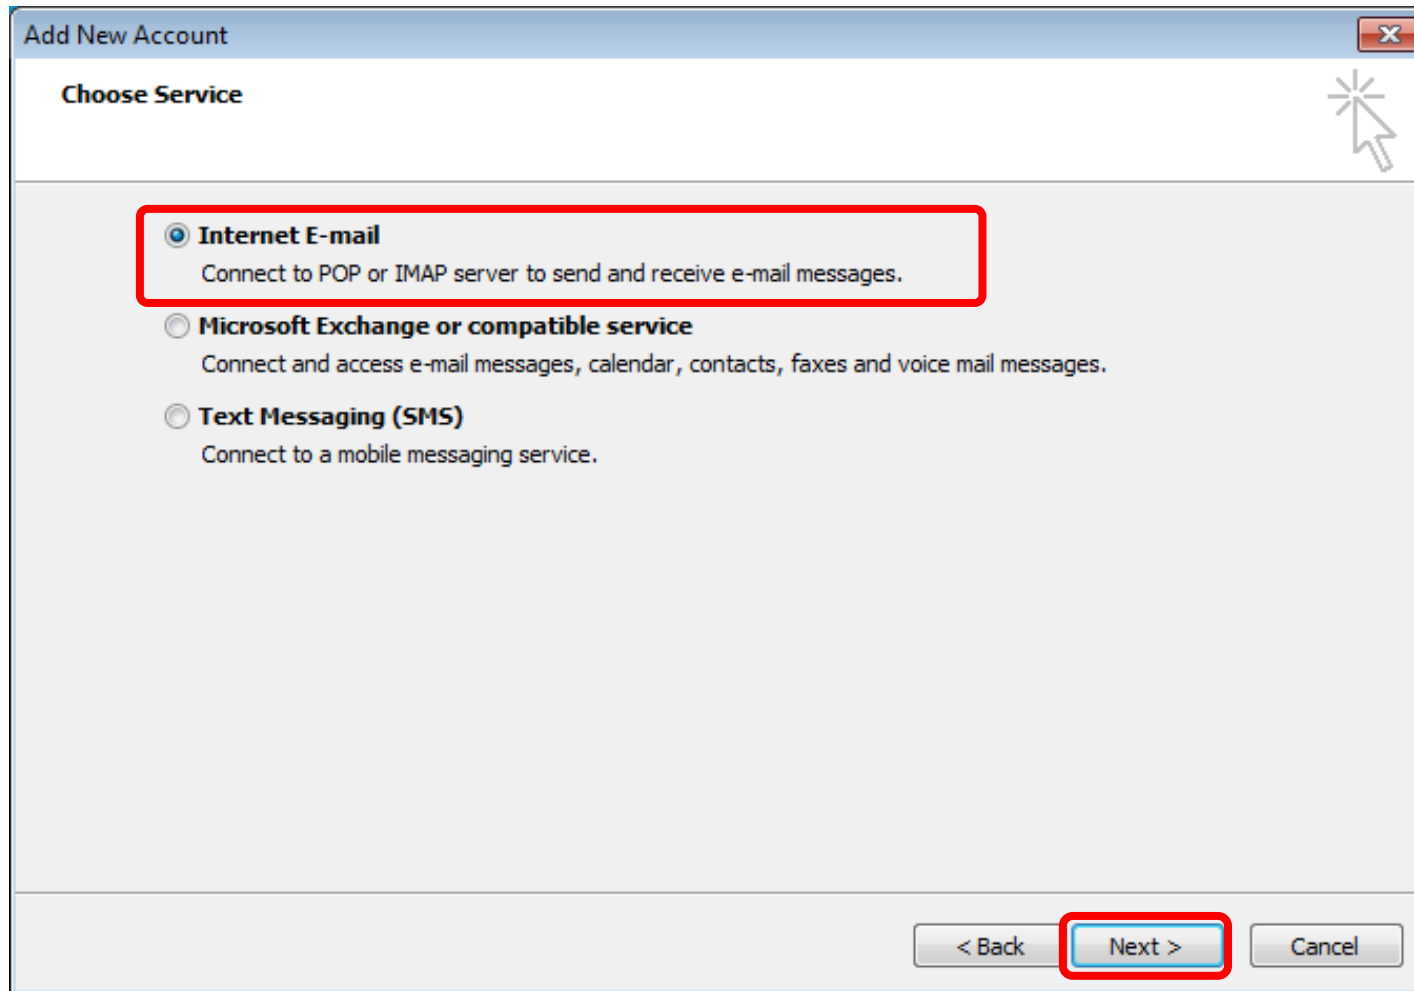 Add New Account
Choose Service
Internet E-mail
Connect to POP or IMAP server to send and receive e-mail messages.
Microsoft Exchange or compatible service
Connect and access e-mail messages, calendar, contacts, faxes and voice mail messages.
Text Messaging (SMS)
Connect to a mobile messaging service.
< Back Next > Cancel